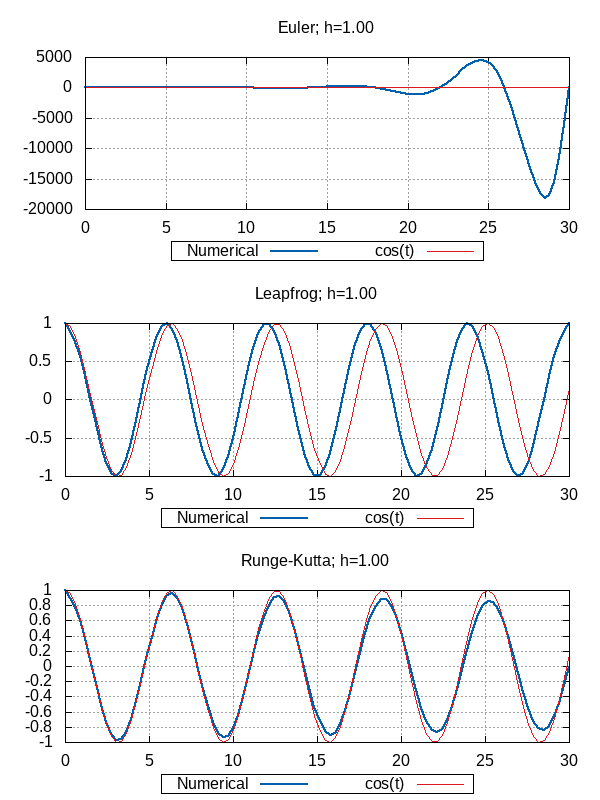 Euler; h=1.00
5000
0
-5000
-10000
-15000
-20000
0 5 10 15 20 25 30
Numerical cos(t)
Leapfrog; h=1.00
1
0.5
0
-0.5
-1
0 5 10 15 20 25 30
Numerical cos(t)
Runge-Kutta; h=1.00
1
0.8
0.6
0.4
0.2
0
-0.2
-0.4
-0.6
-0.8
-1
0 5 10 15 20 25 30
Numerical cos(t)